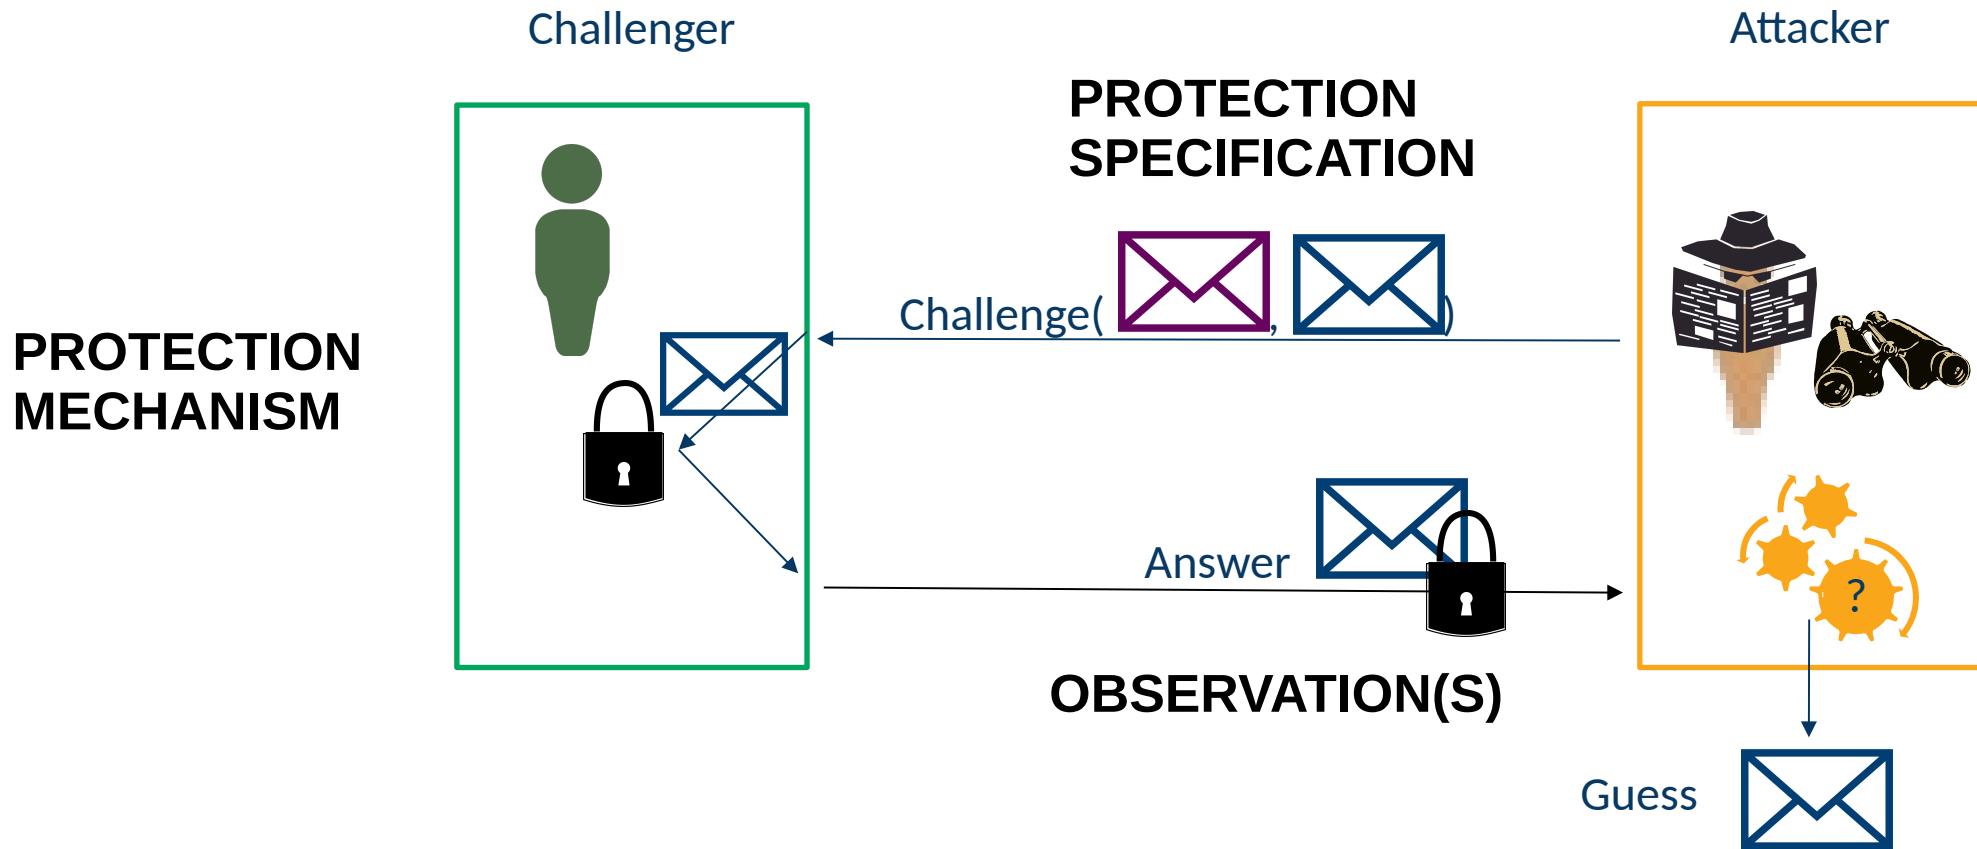 Challenger
Attacker
PROTECTION
SPECIFICATION
Challenge( , )
PROTECTION
MECHANISM
Answer
?
OBSERVATION(S)
Guess